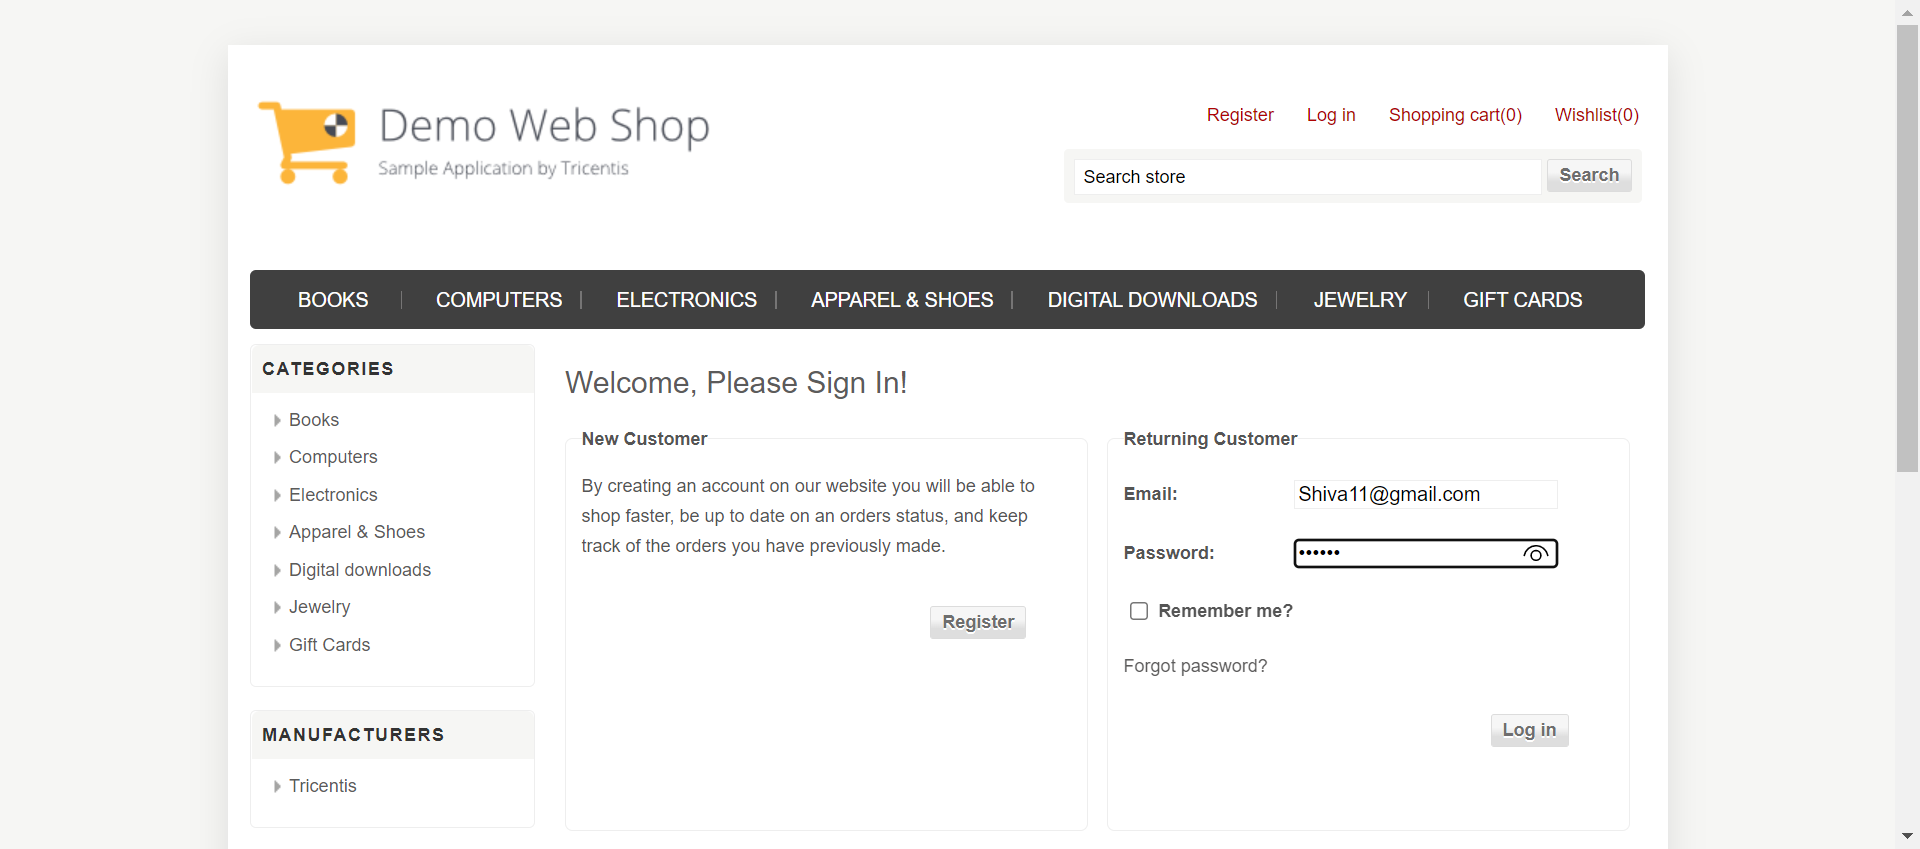 Demo Web Shop
Sample Application by Tricentis
Register Log in Shopping cart(0) Wishlist(0)
Search store Search
BOOKS COMPUTERS ELECTRONICS APPAREL & SHOES DIGITAL DOWNLOADS JEWELRY GIFT CARDS
CATEGORIES
Books
Computers
Electronics
Apparel & Shoes
Digital downloads
Jewelry
Gift Cards
MANUFACTURERS
Tricentis
Welcome, Please Sign In!
New Customer
By creating an account on our website you will be able to
shop faster, be up to date on an orders status, and keep
track of the orders you have previously made.
Register
Returning Customer
Email: Shiva11@gmail.com
Password: ••••••
Remember me?
Forgot password?
Log in